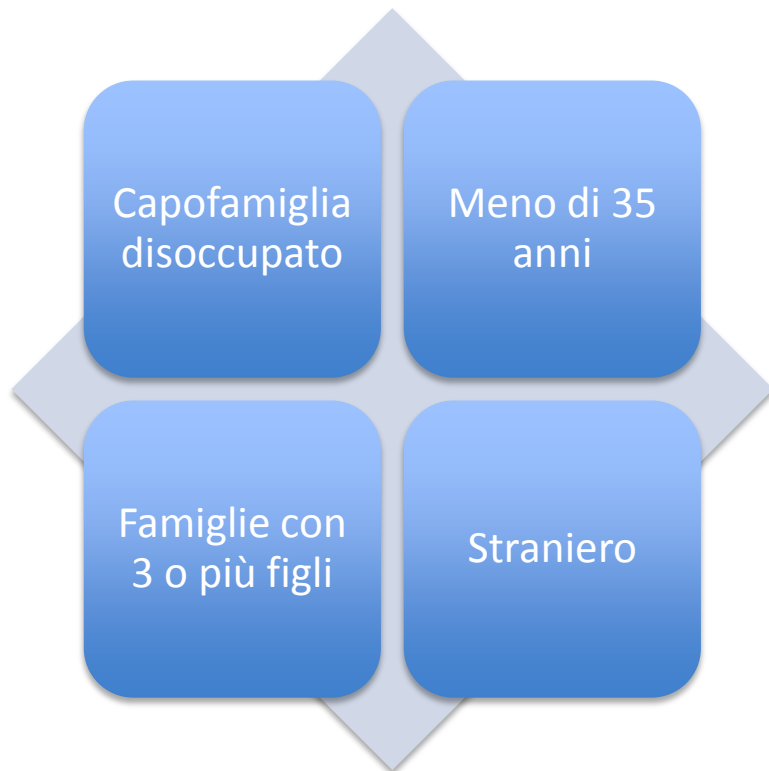 Capofamiglia
disoccupato
Meno di 35
anni
Famiglie con
3 o più figli
Straniero